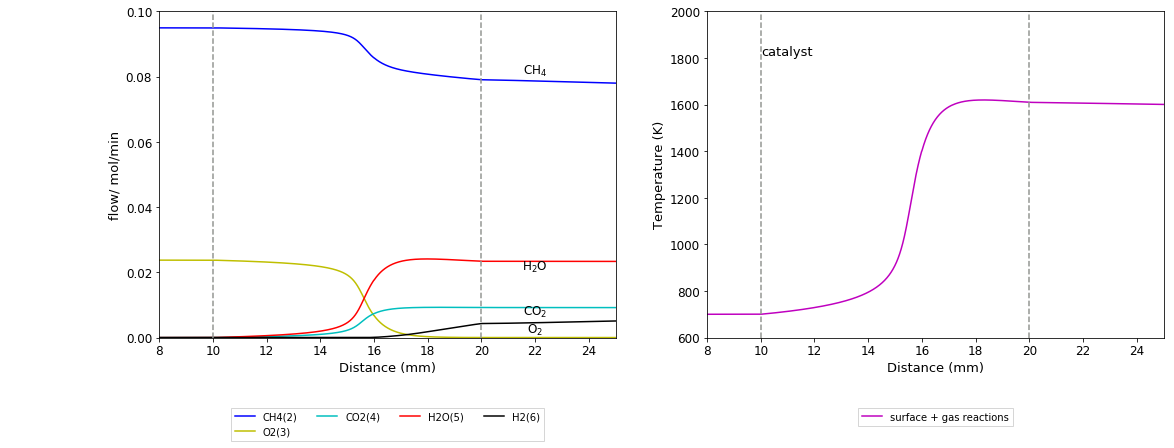 0.10
0.08
0.06
0.04
0.02
0.00
flow/ mol/min
CH4
H2O
CO2
O2
8 10 12 14 16 18 20 22 24
Distance (mm)
CH4(2) CO2(4) H2O(5) H2(6)
O2(3)
2000
1800
1600
1400
1200
1000
800
600
Temperature (K)
catalyst
8 10 12 14 16 18 20 22 24
Distance (mm)
surface + gas reactions